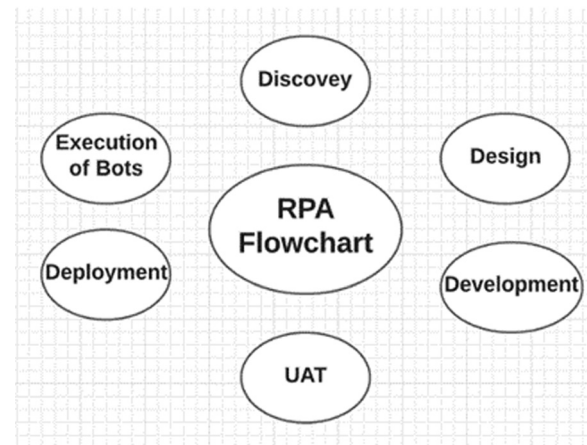 Discovey
Execution
of Bots
Design
RPA
Flowchart
Deployment
Development
UAT